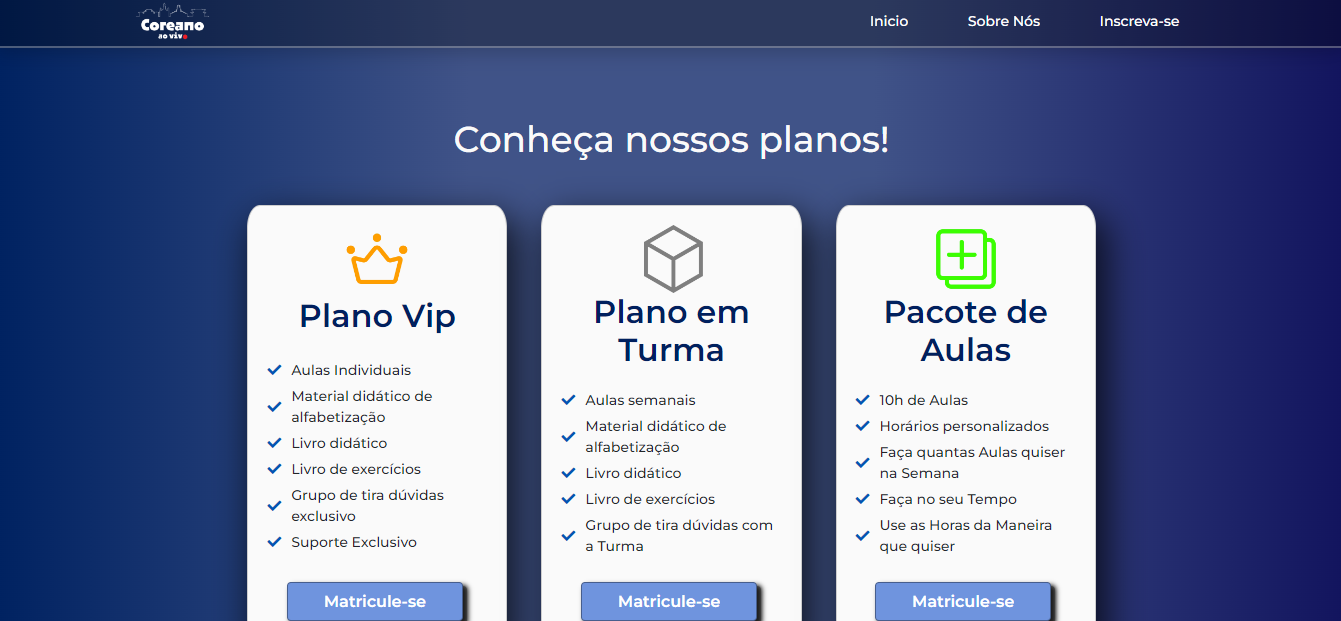 Coreano
ao vivo
Inicio
Sobre Nós
Inscreva-se
Conheça nossos planos!
Plano Vip
Aulas Individuais
Material didático de
alfabetização
Livro didático
Livro de exercícios
Grupo de tira dúvidas
exclusivo
Suporte Exclusivo
Matricule-se
Plano em
Turma
Aulas semanais
Material didático de
alfabetização
Livro didático
Livro de exercícios
Grupo de tira dúvidas com
a Turma
Matricule-se
Pacote de
Aulas
10h de Aulas
Horários personalizados
Faça quantas Aulas quiser
na Semana
Faça no seu Tempo
Use as Horas da Maneira
que quiser
Matricule-se